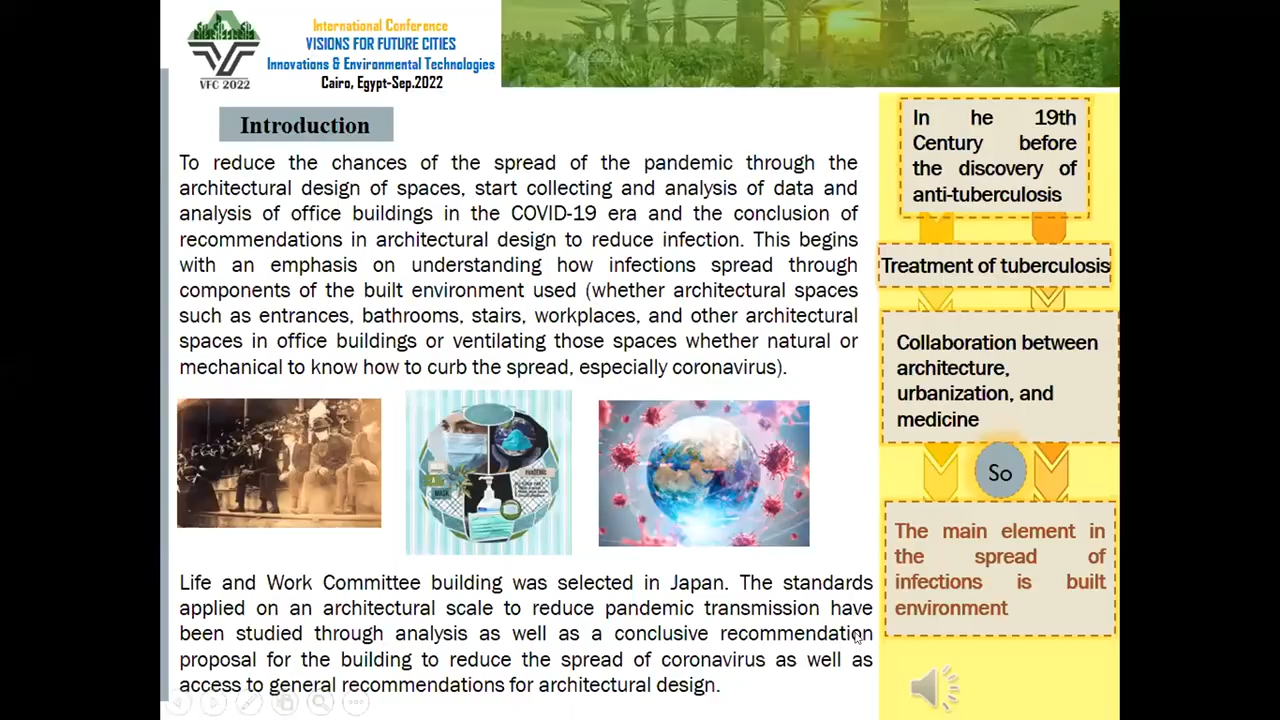 International Conference
VISIONS FOR FUTURE CITIES
Innovations & Environmental Technologies
Cairo, Egypt-Sep.2022
VFC 2022
Introduction
To reduce the chances of the spread of the pandemic through the
architectural design of spaces, start collecting and analysis of data and
analysis of office buildings in the COVID-19 era and the conclusion of
recommendations in architectural design to reduce infection. This begins
with an emphasis on understanding how infections spread through
components of the built environment used (whether architectural spaces
such as entrances, bathrooms, stairs, workplaces, and other architectural
spaces in office buildings or ventilating those spaces whether natural or
mechanical to know how to curb the spread, especially coronavirus).
PANDEMIC
MASK
Life and Work Committee building was selected in Japan. The standards
applied on an architectural scale to reduce pandemic transmission have
been studied through analysis as well as a conclusive recommendation
proposal for the building to reduce the spread of coronavirus as well as
access to general recommendations for architectural design.
In he 19th
Century before
the discovery of
anti-tuberculosis
Treatment of tuberculosis
Collaboration between
architecture,
urbanization, and
medicine
So
The main element in
the spread of
infections is built
environment